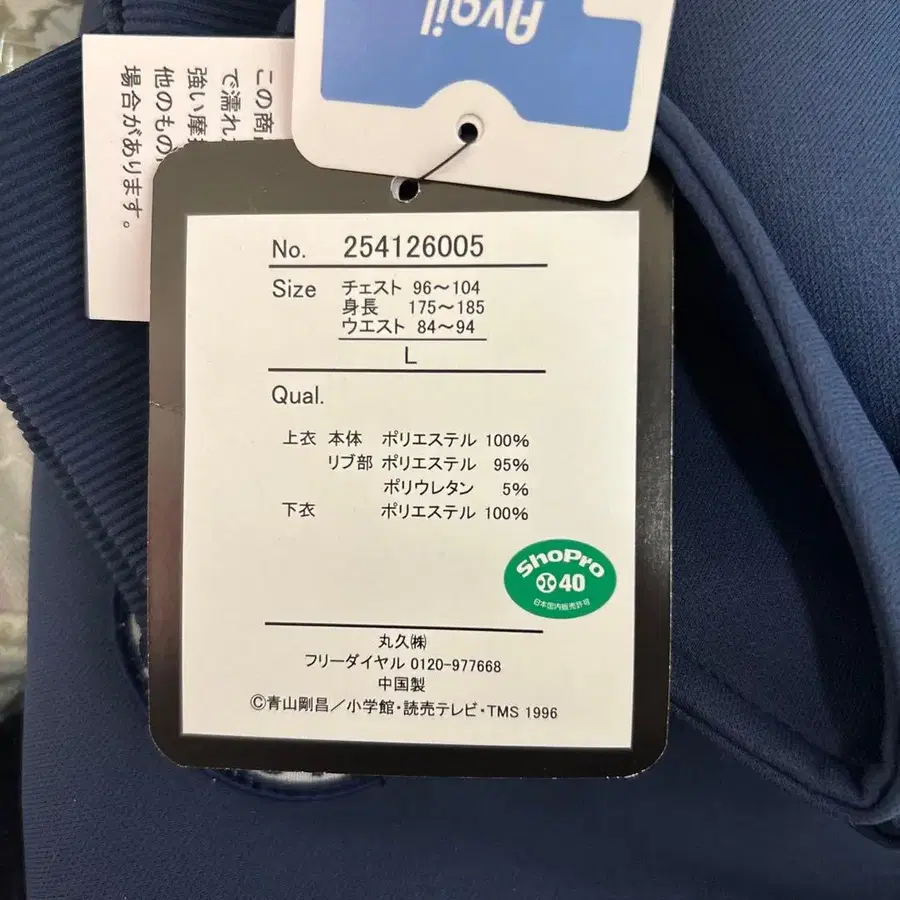 Avail
この商
で濡れ
強い摩
他のもの
場合があります。
No. 254126005
Size チェスト 96～104
身長 175～185
ウエスト 84～94
L
Qual.
上衣 本体 ポリエステル 100%
リブ部 ポリエステル 95%
ポリウレタン 5%
下衣 ポリエステル 100%
ShoPro
40
日本国内販売許可
丸久㈱
フリーダイヤル 0120-977668
中国製
©青山剛昌／小学館・読売テレビ・TMS 1996